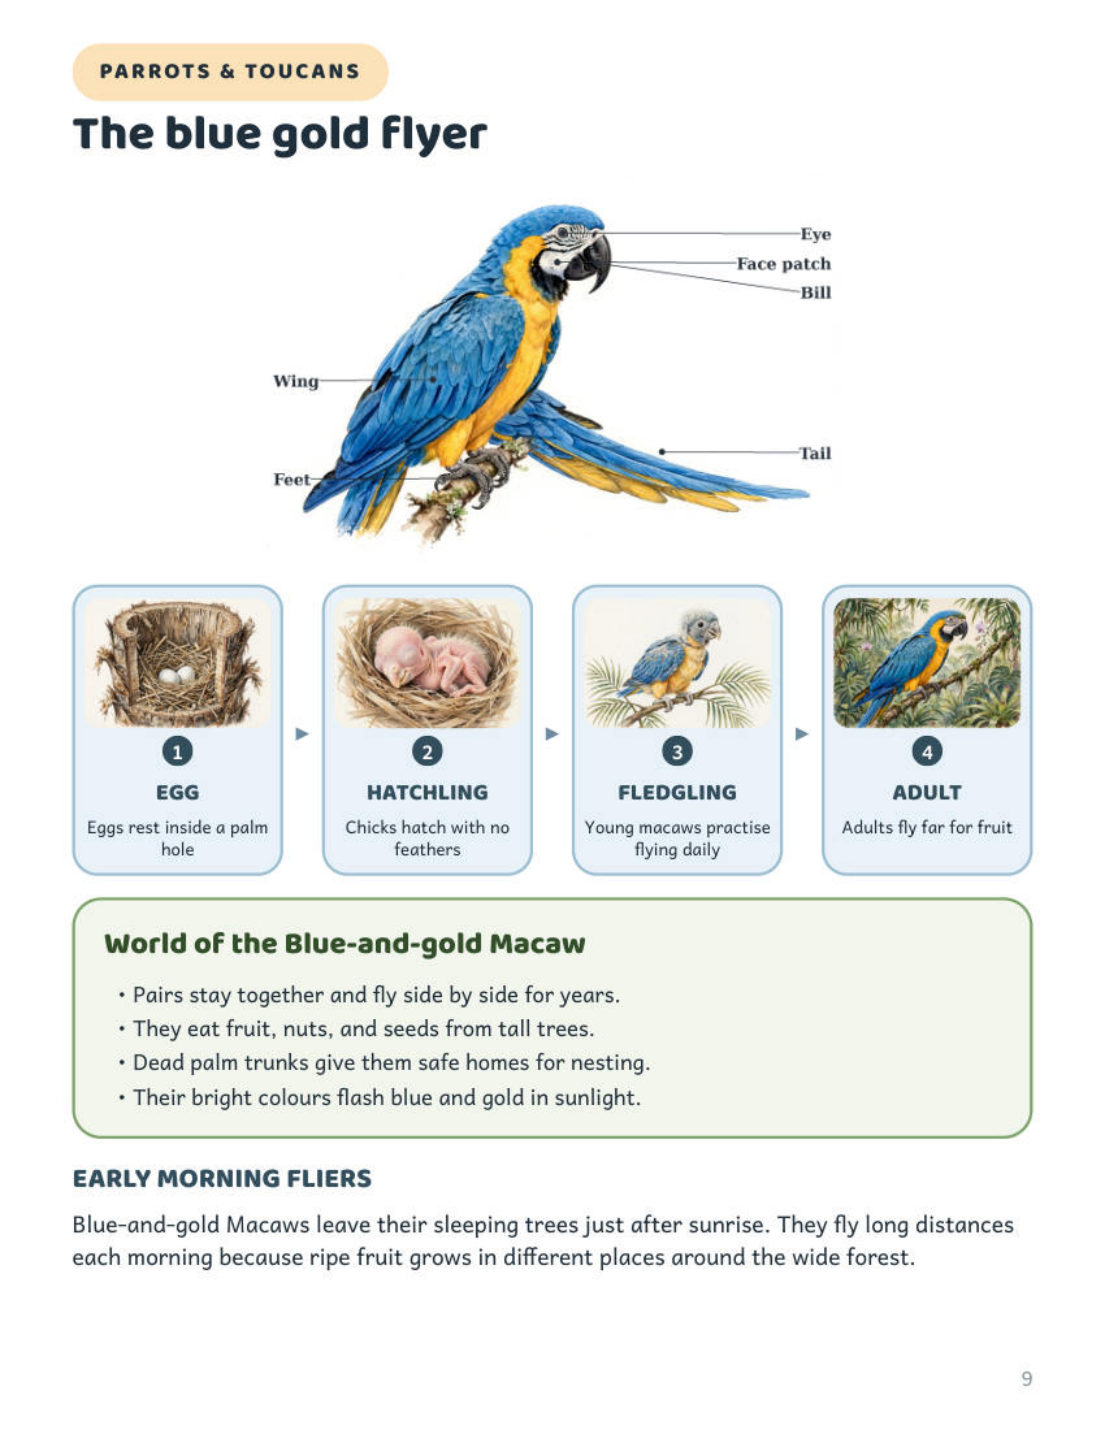 PARROTS & TOUCANS
The blue gold flyer
Eye
Face patch
Bill
Wing
Tail
Feet
1
EGG
Eggs rest inside a palm
hole
2
HATCHLING
Chicks hatch with no
feathers
3
FLEDGLING
Young macaws practise
flying daily
4
ADULT
Adults fly far for fruit
World of the Blue-and-gold Macaw
• Pairs stay together and fly side by side for years.
• They eat fruit, nuts, and seeds from tall trees.
• Dead palm trunks give them safe homes for nesting.
• Their bright colours flash blue and gold in sunlight.
EARLY MORNING FLIERS
Blue-and-gold Macaws leave their sleeping trees just after sunrise. They fly long distances
each morning because ripe fruit grows in different places around the wide forest.
9